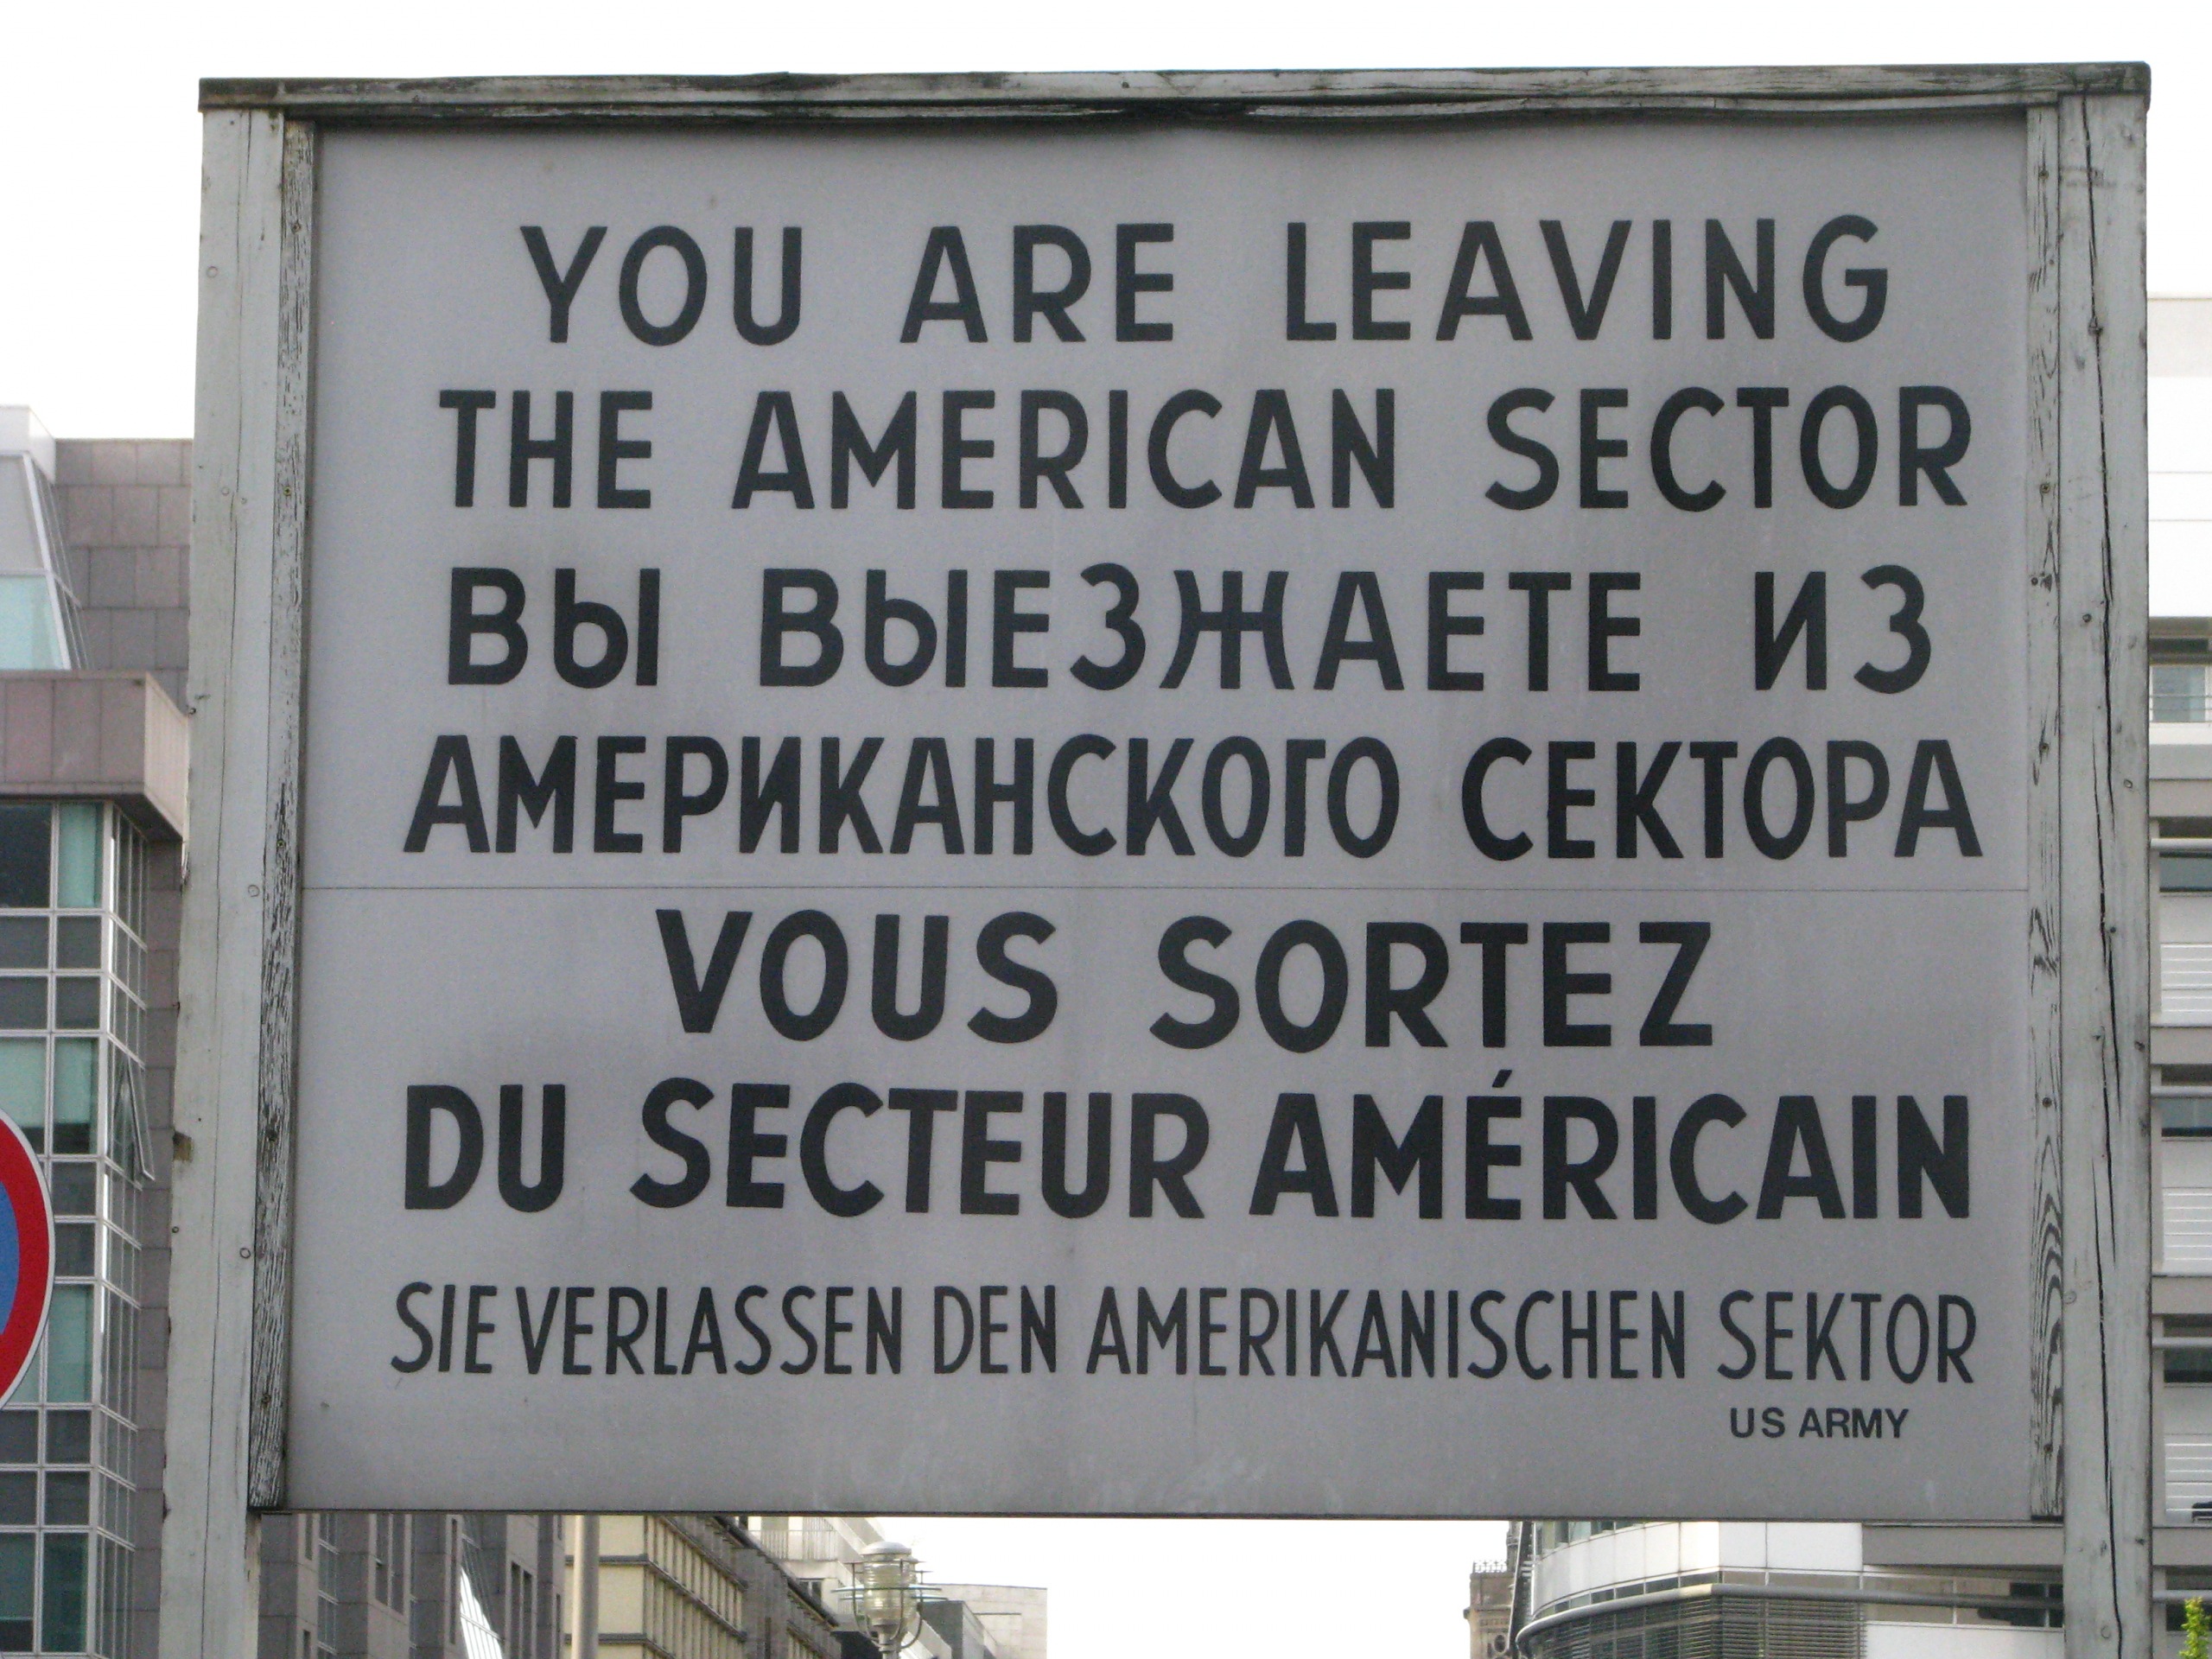 YOU ARE LEAVING
THE AMERICAN SECTOR
ВЫ ВЫЕЗЖАЕТЕ ИЗ
АМЕРИКАНСКОГО СЕКТОРА
VOUS SORTEZ
DU SECTEUR AMÉRICAIN
SIE VERLASSEN DEN AMERIKANISCHEN SEKTOR
US ARMY